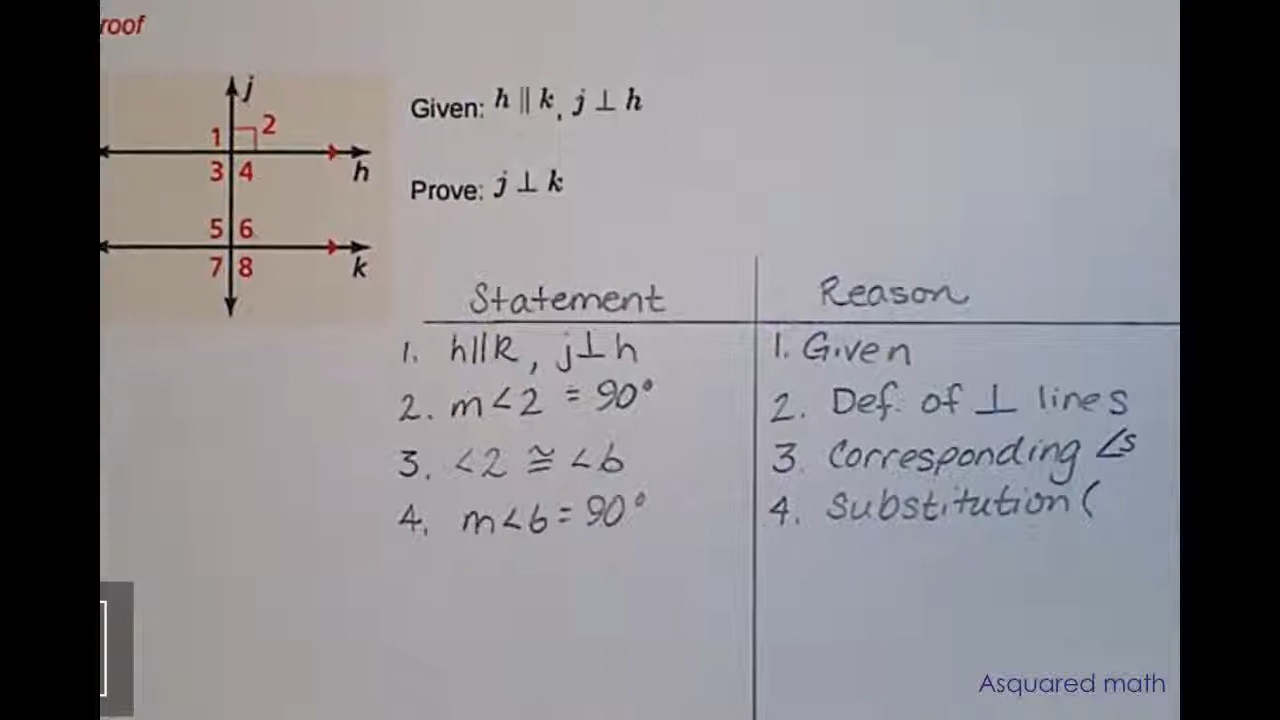 roof
j
1 2
3 4 h
5 6
7 8 k
Given: h ∥ k, j ⊥ h
Prove: j ⊥ k
Statement Reason
1. h//k, j⊥h 1. Given
2. m<2 = 90° 2. Def. of ⊥ lines
3. <2 ≅ <6 3. Corresponding ∠s
4. m<6 = 90° 4. Substitution (
Asquared math